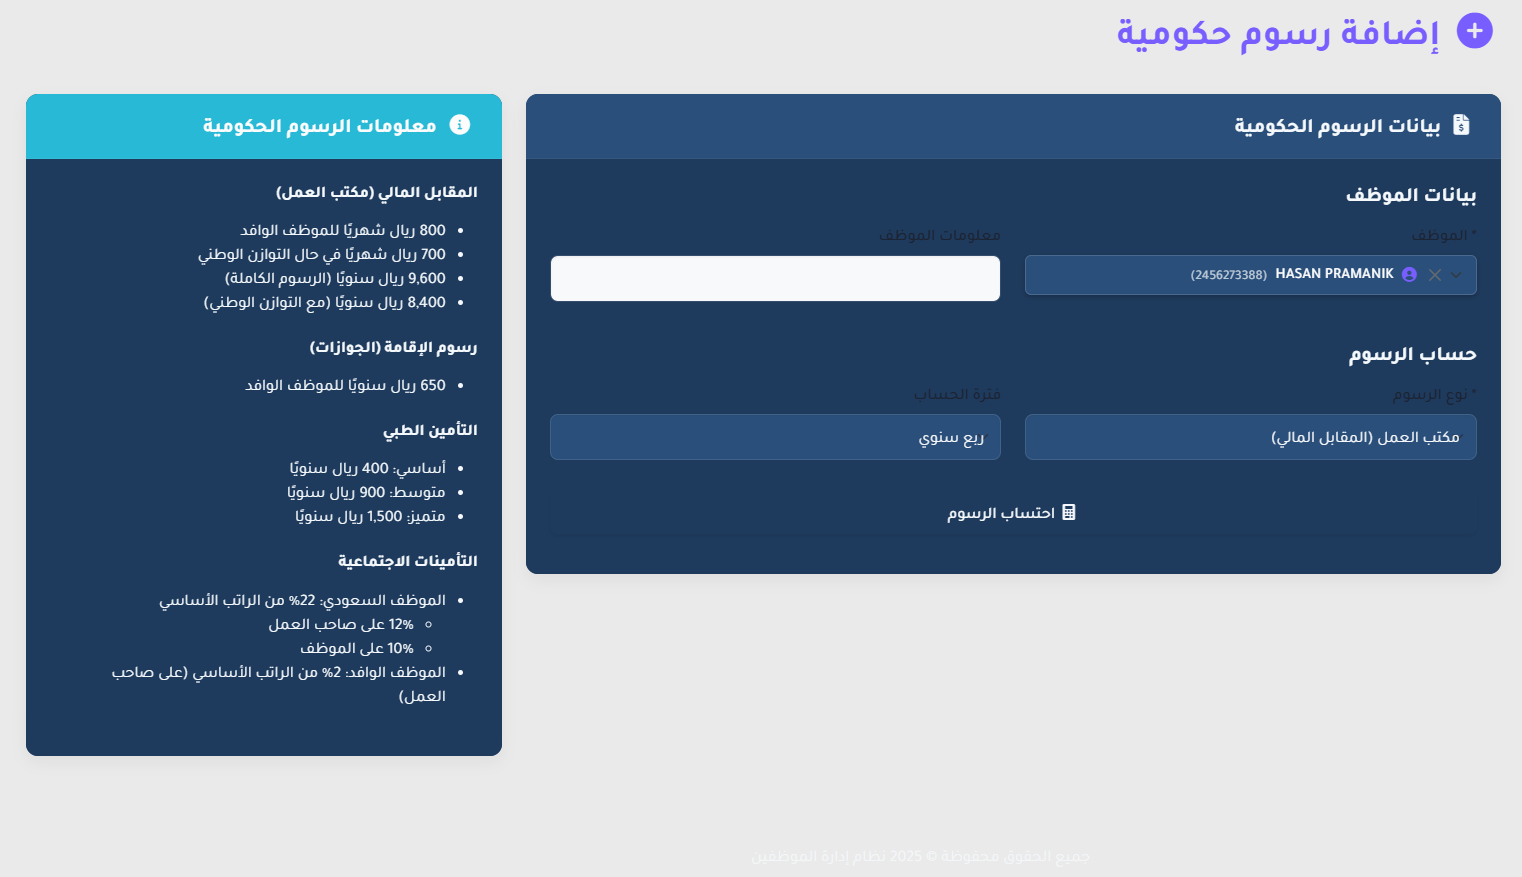 إضافة رسوم حكومية
بيانات الرسوم الحكومية
بيانات الموظف
* الموظف
HASAN PRAMANIK (2456273388)
معلومات الموظف
حساب الرسوم
* نوع الرسوم
مكتب العمل (المقابل المالي)
فترة الحساب
ربع سنوي
احتساب الرسوم
معلومات الرسوم الحكومية
المقابل المالي (مكتب العمل)
• 800 ريال شهريًا للموظف الوافد
• 700 ريال شهريًا في حال التوازن الوطني
• 9,600 ريال سنويًا (الرسوم الكاملة)
• 8,400 ريال سنويًا (مع التوازن الوطني)
رسوم الإقامة (الجوازات)
• 650 ريال سنويًا للموظف الوافد
التأمين الطبي
• أساسي: 400 ريال سنويًا
• متوسط: 900 ريال سنويًا
• متميز: 1,500 ريال سنويًا
التأمينات الاجتماعية
• الموظف السعودي: 22% من الراتب الأساسي
◦ 12% على صاحب العمل
◦ 10% على الموظف
• الموظف الوافد: 2% من الراتب الأساسي (على صاحب
العمل)
جميع الحقوق محفوظة © 2025 نظام إدارة الموظفين